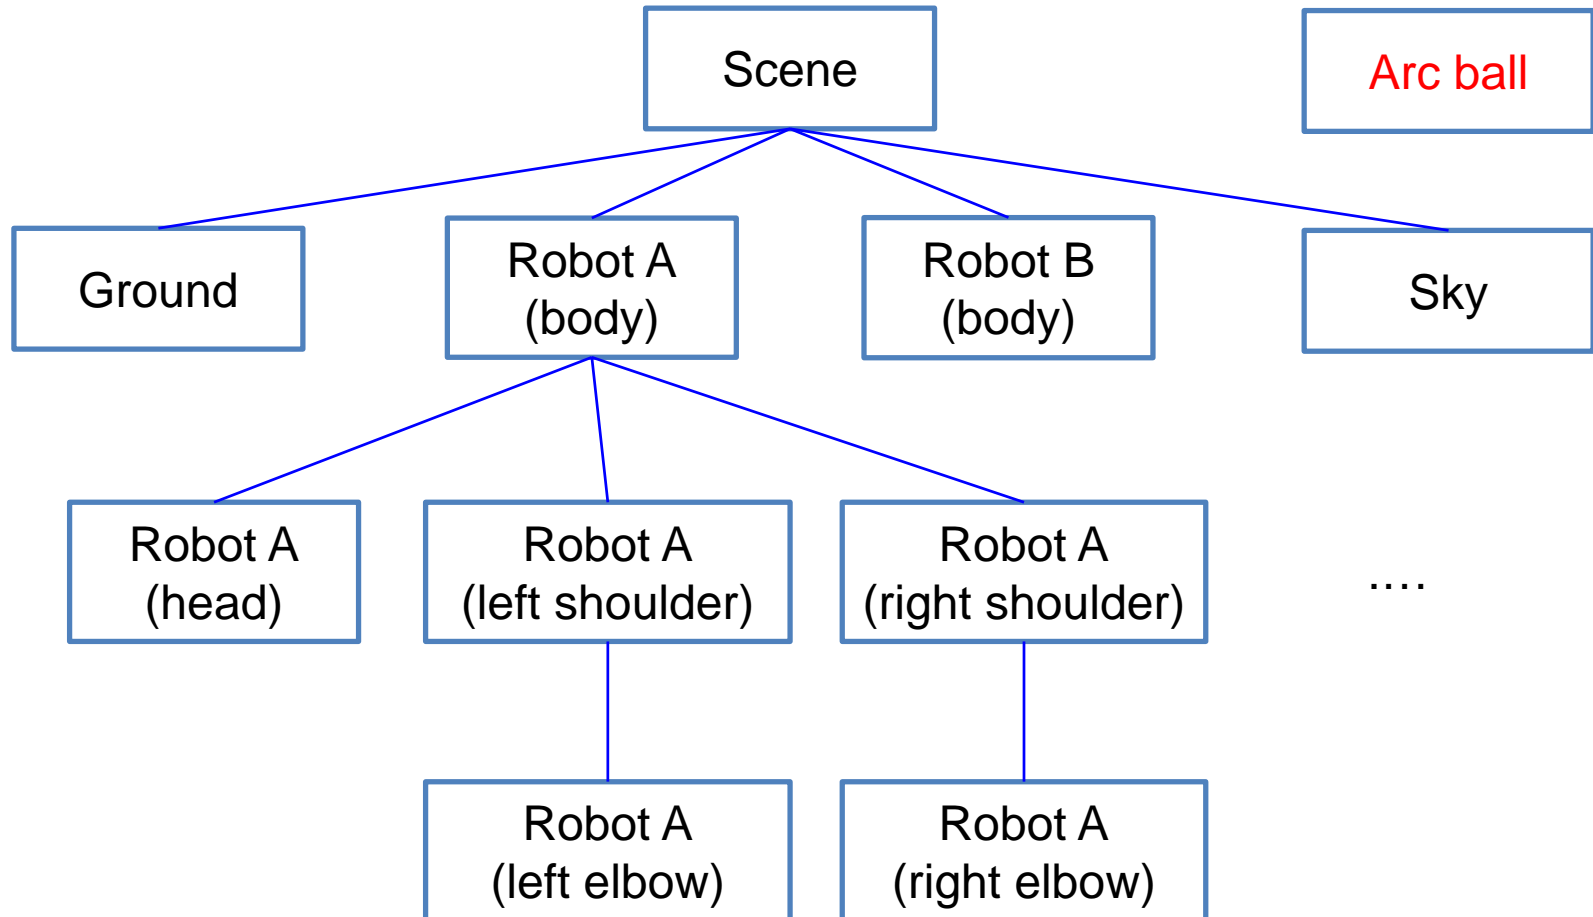 Scene
Arc ball
Ground
Robot A
(body)
Robot B
(body)
Sky
Robot A
(head)
Robot A
(left shoulder)
Robot A
(right shoulder)
....
Robot A
(left elbow)
Robot A
(right elbow)